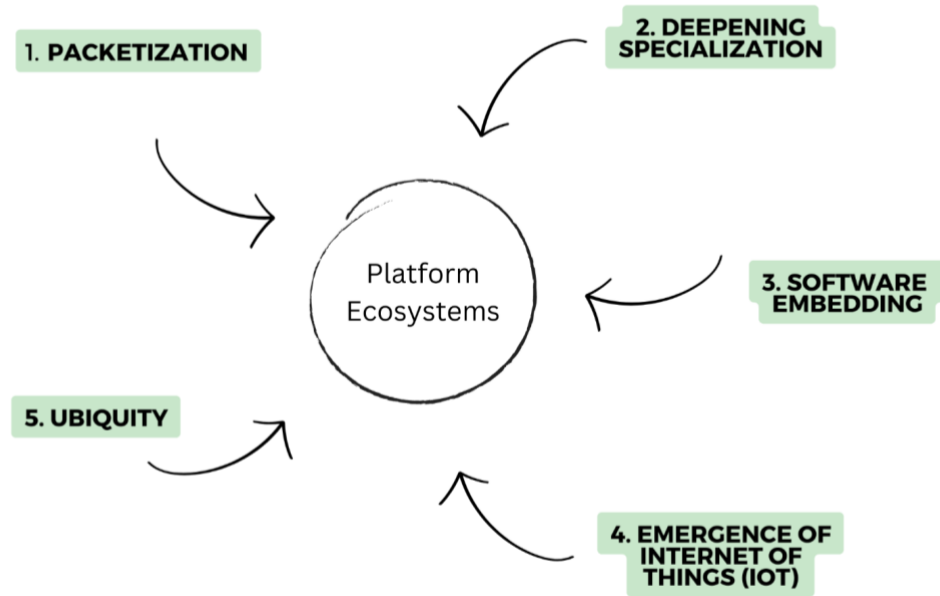 1. PACKETIZATION
2. DEEPENING
SPECIALIZATION
Platform
Ecosystems
3. SOFTWARE
EMBEDDING
5. UBIQUITY
4. EMERGENCE OF
INTERNET OF
THINGS (IOT)